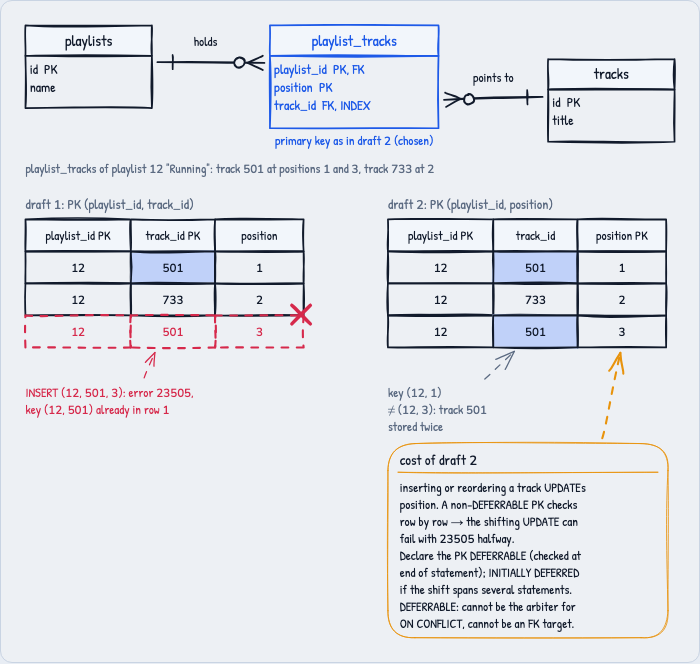 playlists
id PK
name
holds
playlist_tracks
playlist_id PK, FK
position PK
track_id FK, INDEX
primary key as in draft 2 (chosen)
points to
tracks
id PK
title
playlist_tracks of playlist 12 "Running": track 501 at positions 1 and 3, track 733 at 2
draft 1: PK (playlist_id, track_id)
playlist_id PK track_id PK position
12 501 1
12 733 2
12 501 3
INSERT (12, 501, 3): error 23505,
key (12, 501) already in row 1
draft 2: PK (playlist_id, position)
playlist_id PK track_id position PK
12 501 1
12 733 2
12 501 3
key (12, 1)
≠ (12, 3): track 501
stored twice
cost of draft 2
inserting or reordering a track UPDATEs
position. A non-DEFERRABLE PK checks
row by row → the shifting UPDATE can
fail with 23505 halfway.
Declare the PK DEFERRABLE (checked at
end of statement); INITIALLY DEFERRED
if the shift spans several statements.
DEFERRABLE: cannot be the arbiter for
ON CONFLICT, cannot be an FK target.